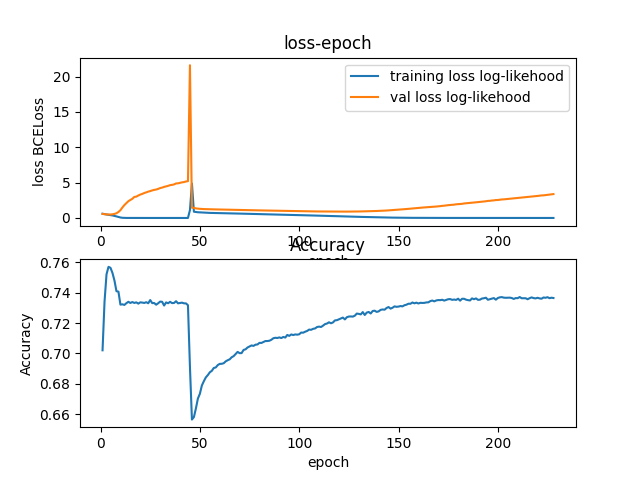 loss-epoch
20
15
10
5
0
loss BCELoss
training loss log-likehood
val loss log-likehood
0
50
100
150
200
epoch
Accuracy
0.76
0.74
0.72
0.70
0.68
0.66
Accuracy
0
50
100
150
200
epoch